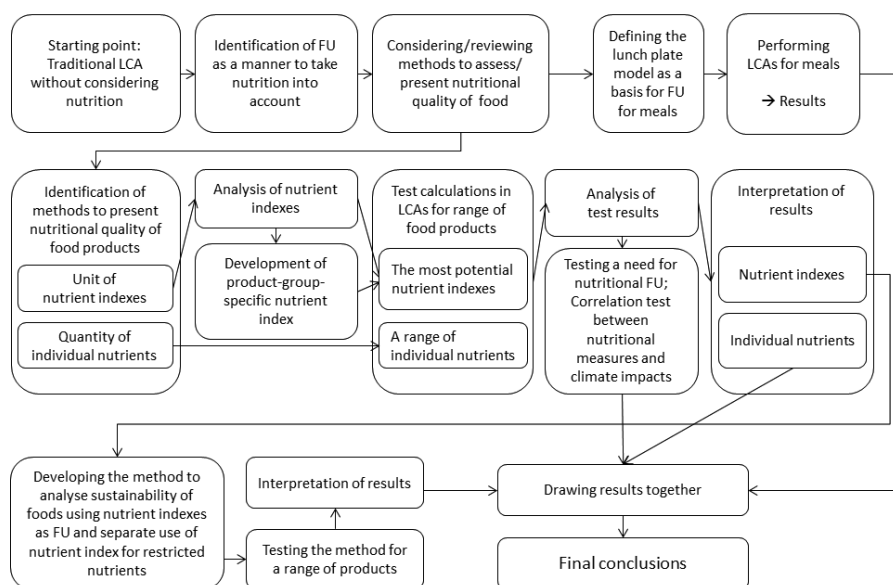 Starting point:
Traditional LCA
without considering
nutrition
Identification of FU
as a manner to take
nutrition into
account
Considering/reviewing
methods to assess/
present nutritional
quality of food
Defining the
lunch plate
model as a
basis for FU
for meals
Performing
LCAs for meals
→ Results
Identification of
methods to present
nutritional quality of
food products
Unit of
nutrient indexes
Quantity of
individual nutrients
Analysis of nutrient
indexes
Development of
product-group-
specific nutrient
index
Test calculations in
LCAs for range of
food products
The most potential
nutrient indexes
A range of
individual nutrients
Analysis of
test results
Testing a need for
nutritional FU;
Correlation test
between
nutritional
measures and
climate impacts
Interpretation of
results
Nutrient indexes
Individual nutrients
Developing the method to
analyse sustainability of
foods using nutrient indexes
as FU and separate use of
nutrient index for restricted
nutrients
Interpretation of results
Testing the method for
a range of products
Drawing results together
Final conclusions